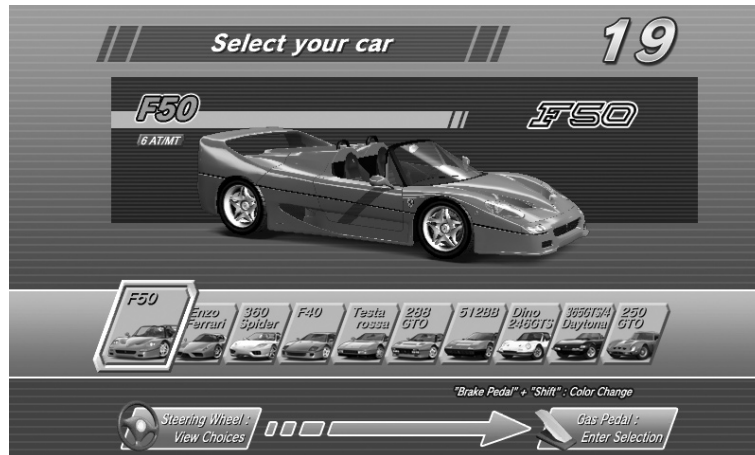 Select your car
19
F50
F50
6 AT/MT
F50
Enzo
Ferrari
360
Spider
F40
Testa
rossa
288
GTO
512BB
Dino
246GTS
365GTS/4
Daytona
250
GTO
"Brake Pedal" + "Shift" : Color Change
Steering Wheel :
View Choices
Gas Pedal :
Enter Selection